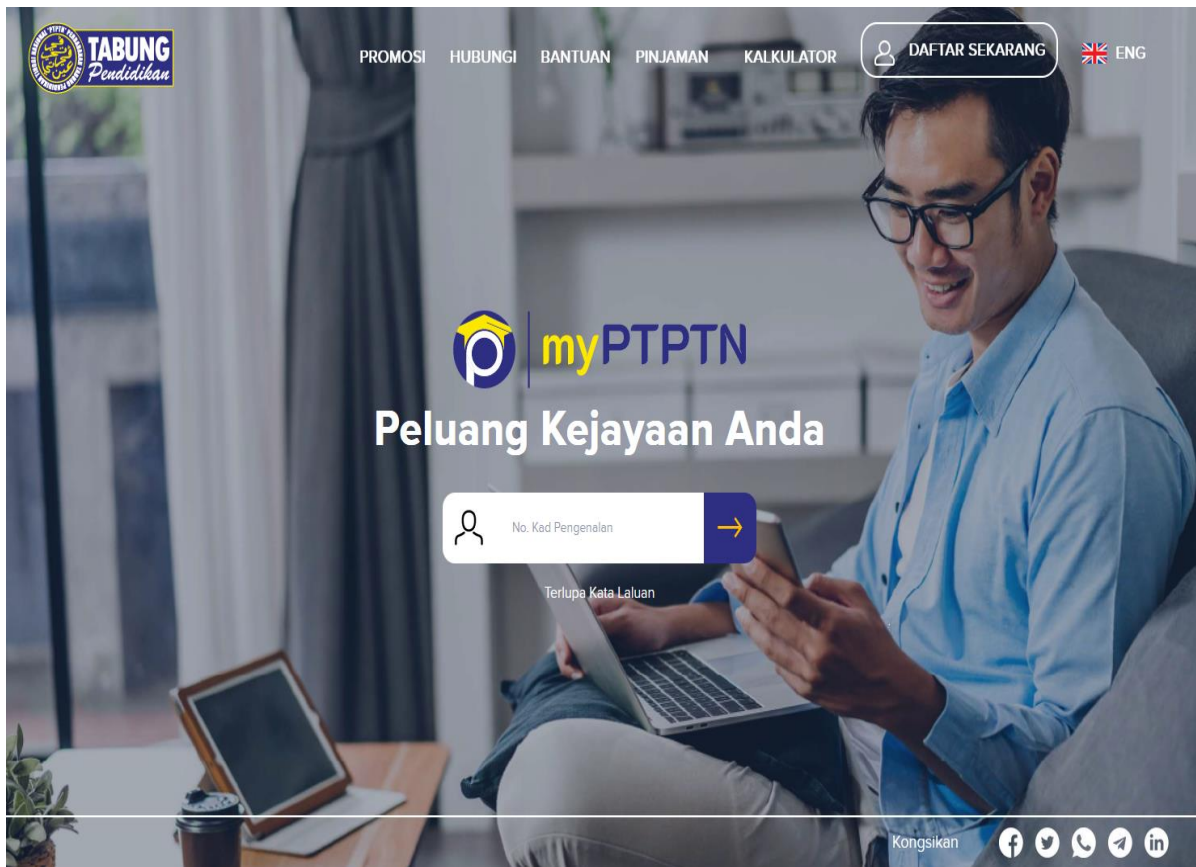 TABUNG
Pendidikan
PROMOSI HUBUNGI BANTUAN PINJAMAN KALKULATOR DAFTAR SEKARANG ENG
myPTPTN
Peluang Kejayaan Anda
No. Kad Pengenalan
Terlupa Kata Laluan
Kongsikan